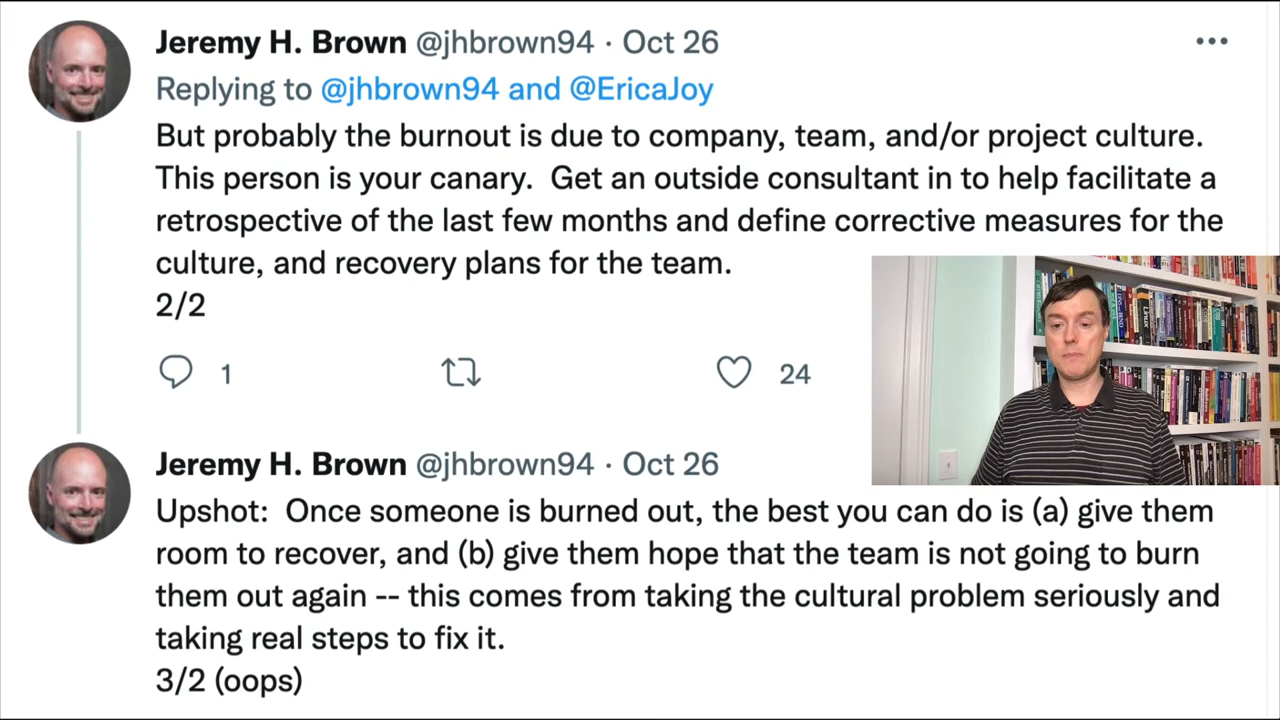 Jeremy H. Brown @jhbrown94 · Oct 26
Replying to @jhbrown94 and @EricaJoy
But probably the burnout is due to company, team, and/or project culture.
This person is your canary.  Get an outside consultant in to help facilitate a
retrospective of the last few months and define corrective measures for the
culture, and recovery plans for the team.
2/2
1 24
LINUX
Jeremy H. Brown @jhbrown94 · Oct 26
Upshot:  Once someone is burned out, the best you can do is (a) give them
room to recover, and (b) give them hope that the team is not going to burn
them out again -- this comes from taking the cultural problem seriously and
taking real steps to fix it.
3/2 (oops)